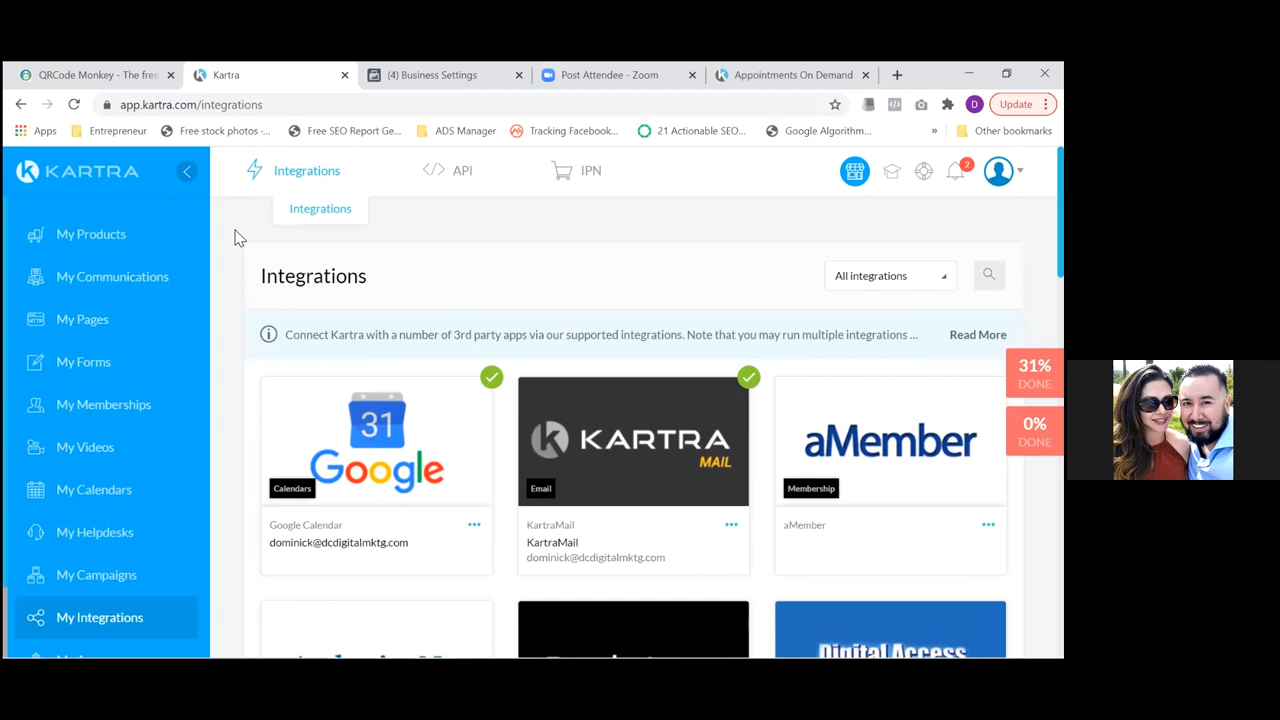 QRCode Monkey - The free
Kartra
(4) Business Settings
Post Attendee - Zoom
Appointments On Demand
app.kartra.com/integrations
D
Update
Apps
Entrepreneur
Free stock photos -...
Free SEO Report Ge...
ADS Manager
Tracking Facebook...
21 Actionable SEO...
Google Algorithm...
»
Other bookmarks
KARTRA
Integrations
</> API
IPN
2
Integrations
My Products
My Communications
My Pages
My Forms
My Memberships
My Videos
My Calendars
My Helpdesks
My Campaigns
My Integrations
Integrations
All integrations
Connect Kartra with a number of 3rd party apps via our supported integrations. Note that you may run multiple integrations ...
Read More
31%
DONE
0%
DONE
31
Google
Calendars
Google Calendar
dominick@dcdigitalmktg.com
KARTRA
MAIL
Email
KartraMail
KartraMail
dominick@dcdigitalmktg.com
aMember
Membership
aMember
Digital Access